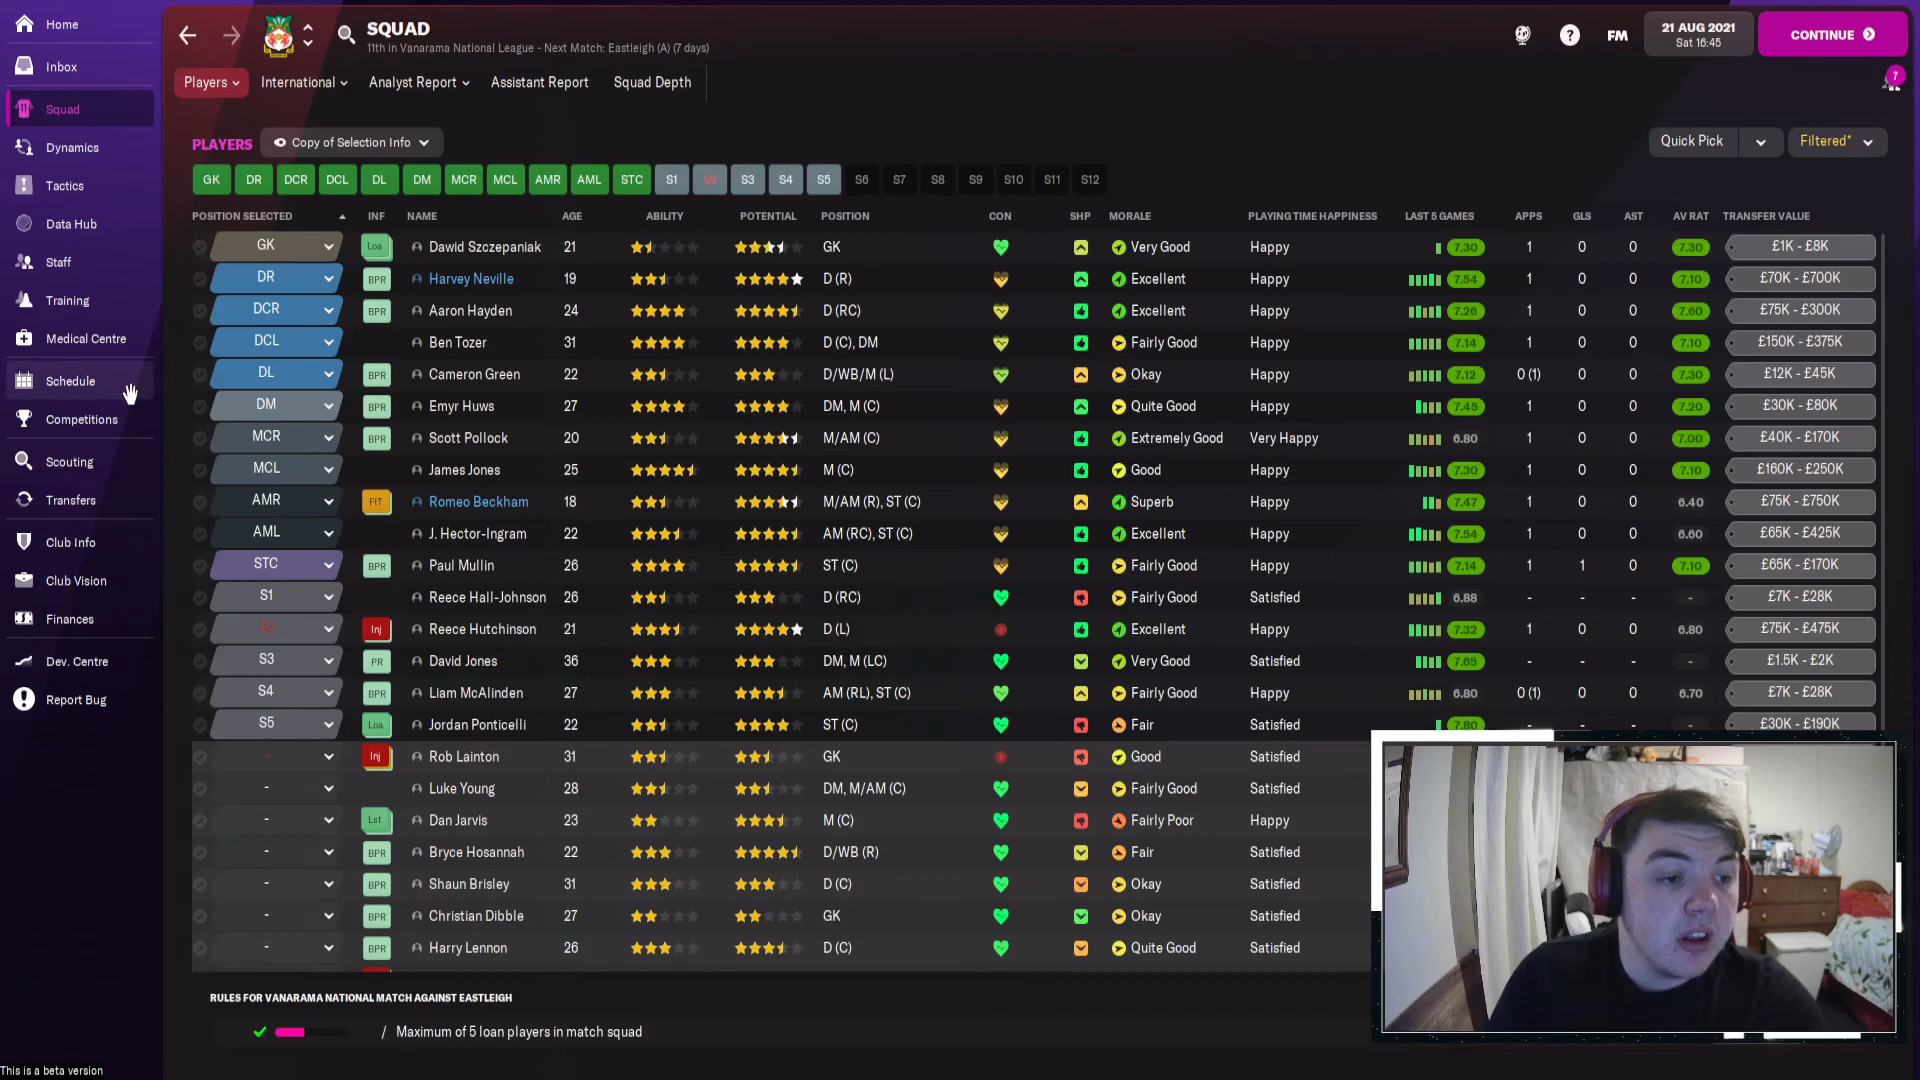 Home
Inbox
Squad
Dynamics
Tactics
Data Hub
Staff
Training
Medical Centre
Schedule
Competitions
Scouting
Transfers
Club Info
Club Vision
Finances
Dev. Centre
Report Bug
This is a beta version
SQUAD
11th in Vanarama National League - Next Match: Eastleigh (A) (7 days)
? FM 21 AUG 2021 Sat 16:45 CONTINUE
7
Players International Analyst Report Assistant Report Squad Depth
PLAYERS Copy of Selection Info Quick Pick Filtered*
GK DR DCR DCL DL DM MCR MCL AMR AML STC S1 S2 S3 S4 S5 S6 S7 S8 S9 S10 S11 S12
POSITION SELECTED INF NAME AGE ABILITY POTENTIAL POSITION CON SHP MORALE PLAYING TIME HAPPINESS LAST 5 GAMES APPS GLS AST AV RAT TRANSFER VALUE
GK Loa Dawid Szczepaniak 21 GK Very Good Happy 7.30 1 0 0 7.30 £1K - £8K
DR BPR Harvey Neville 19 D (R) Excellent Happy 7.54 1 0 0 7.10 £70K - £700K
DCR BPR Aaron Hayden 24 D (RC) Excellent Happy 7.26 1 0 0 7.60 £75K - £300K
DCL Ben Tozer 31 D (C), DM Fairly Good Happy 7.14 1 0 0 7.10 £150K - £375K
DL BPR Cameron Green 22 D/WB/M (L) Okay Happy 7.12 0 (1) 0 0 7.30 £12K - £45K
DM BPR Emyr Huws 27 DM, M (C) Quite Good Happy 7.45 1 0 0 7.20 £30K - £80K
MCR BPR Scott Pollock 20 M/AM (C) Extremely Good Very Happy 6.80 1 0 0 7.00 £40K - £170K
MCL James Jones 25 M (C) Good Happy 7.30 1 0 0 7.10 £160K - £250K
AMR FtT Romeo Beckham 18 M/AM (R), ST (C) Superb Happy 7.47 1 0 0 6.40 £75K - £750K
AML J. Hector-Ingram 22 AM (RC), ST (C) Excellent Happy 7.54 1 0 0 6.60 £65K - £425K
STC BPR Paul Mullin 26 ST (C) Fairly Good Happy 7.14 1 1 0 7.10 £65K - £170K
S1 Reece Hall-Johnson 26 D (RC) Fairly Good Satisfied 6.88 - - - - £7K - £28K
S2 Inj Reece Hutchinson 21 D (L) Excellent Happy 7.32 1 0 0 6.80 £75K - £475K
S3 PR David Jones 36 DM, M (LC) Very Good Satisfied 7.65 - - - - £1.5K - £2K
S4 BPR Liam McAlinden 27 AM (RL), ST (C) Fairly Good Happy 6.80 0 (1) 0 0 6.70 £7K - £28K
S5 Loa Jordan Ponticelli 22 ST (C) Fair Satisfied 7.80 - - - - £30K - £190K
- Inj Rob Lainton 31 GK Good Satisfied
- Luke Young 28 DM, M/AM (C) Fairly Good Satisfied
- Lst Dan Jarvis 23 M (C) Fairly Poor Happy
- BPR Bryce Hosannah 22 D/WB (R) Fair Satisfied
- BPR Shaun Brisley 31 D (C) Okay Satisfied
- BPR Christian Dibble 27 GK Okay Satisfied
- BPR Harry Lennon 26 D (C) Quite Good Satisfied
RULES FOR VANARAMA NATIONAL MATCH AGAINST EASTLEIGH
/ Maximum of 5 loan players in match squad